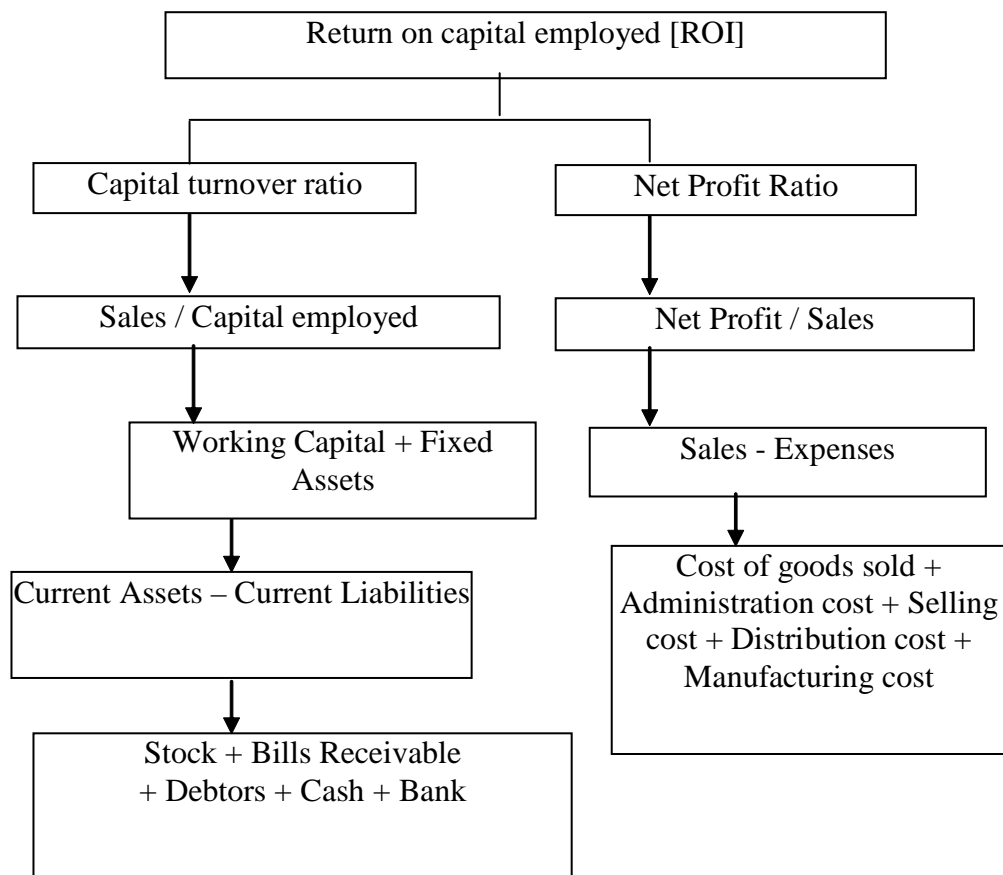 Return on capital employed [ROI]
Capital turnover ratio
Net Profit Ratio
Sales / Capital employed
Net Profit / Sales
Working Capital + Fixed
Assets
Sales - Expenses
Current Assets – Current Liabilities
Cost of goods sold +
Administration cost + Selling
cost + Distribution cost +
Manufacturing cost
Stock + Bills Receivable
+ Debtors + Cash + Bank